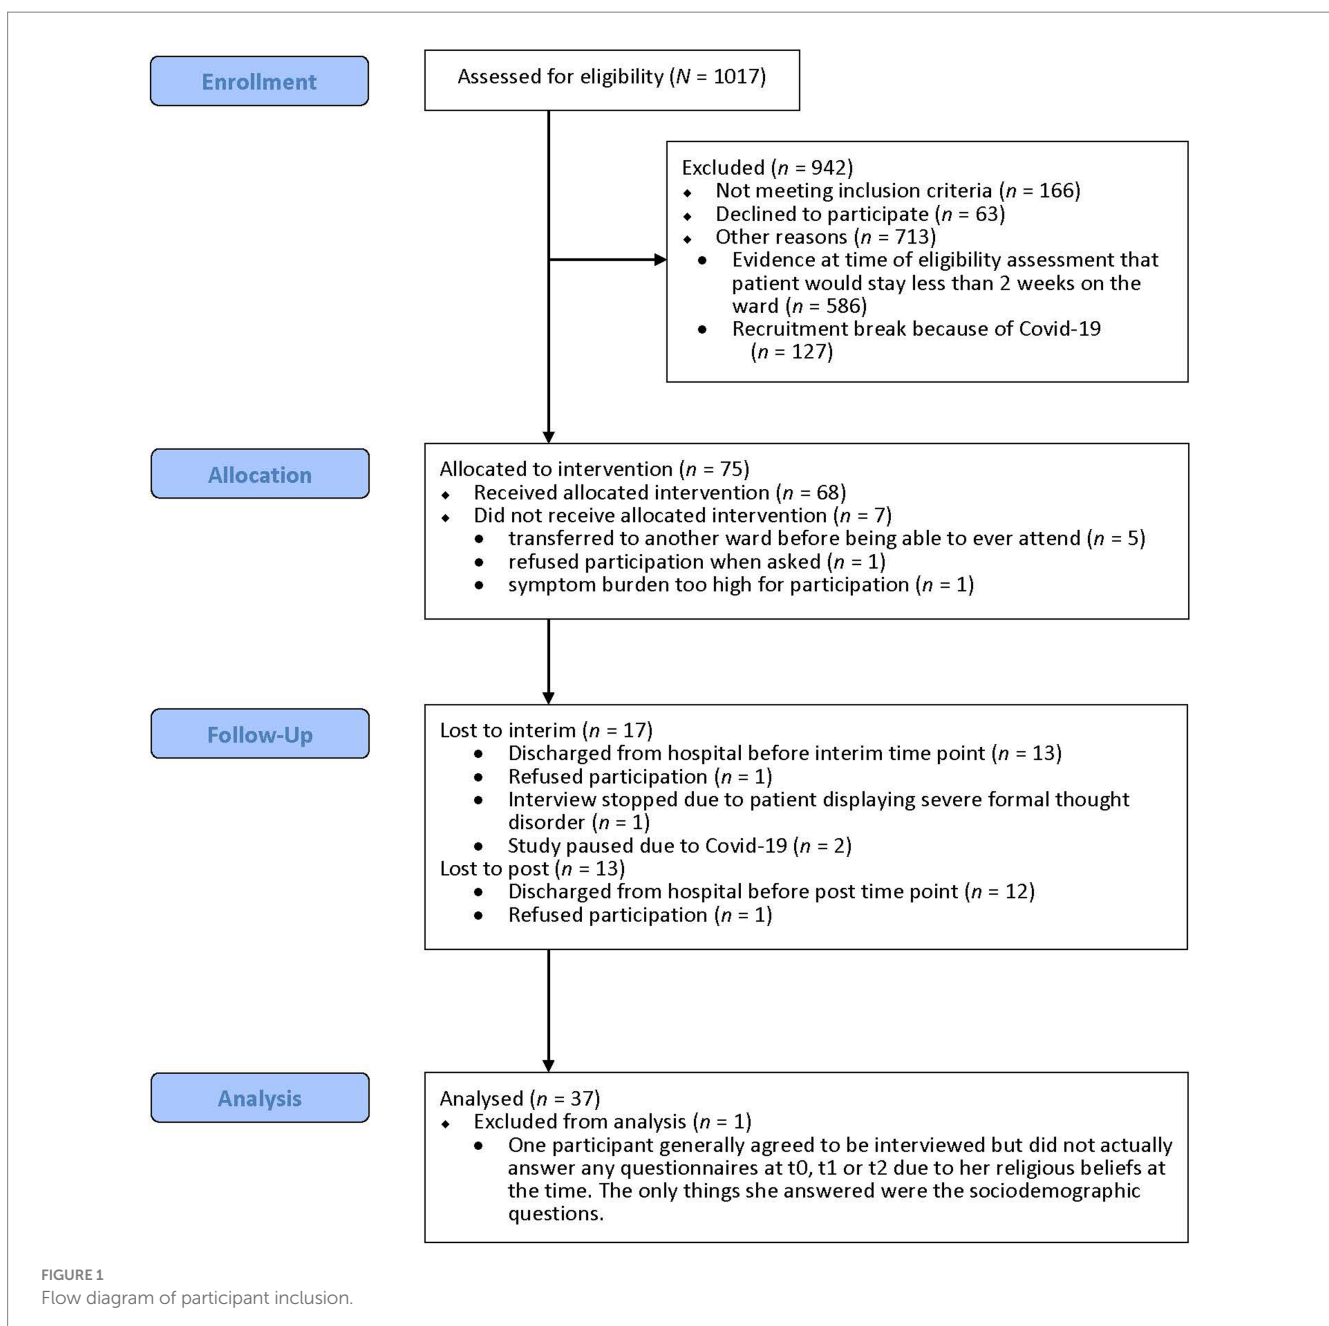 Enrollment
Assessed for eligibility (N = 1017)
Excluded (n = 942)
⬥ Not meeting inclusion criteria (n = 166)
⬥ Declined to participate (n = 63)
⬥ Other reasons (n = 713)
● Evidence at time of eligibility assessment that
patient would stay less than 2 weeks on the
ward (n = 586)
● Recruitment break because of Covid-19
(n = 127)
Allocation
Allocated to intervention (n = 75)
⬥ Received allocated intervention (n = 68)
⬥ Did not receive allocated intervention (n = 7)
● transferred to another ward before being able to ever attend (n = 5)
● refused participation when asked (n = 1)
● symptom burden too high for participation (n = 1)
Follow-Up
Lost to interim (n = 17)
● Discharged from hospital before interim time point (n = 13)
● Refused participation (n = 1)
● Interview stopped due to patient displaying severe formal thought
disorder (n = 1)
● Study paused due to Covid-19 (n = 2)
Lost to post (n = 13)
● Discharged from hospital before post time point (n = 12)
● Refused participation (n = 1)
Analysis
Analysed (n = 37)
⬥ Excluded from analysis (n = 1)
● One participant generally agreed to be interviewed but did not actually
answer any questionnaires at t0, t1 or t2 due to her religious beliefs at
the time. The only things she answered were the sociodemographic
questions.
FIGURE 1
Flow diagram of participant inclusion.